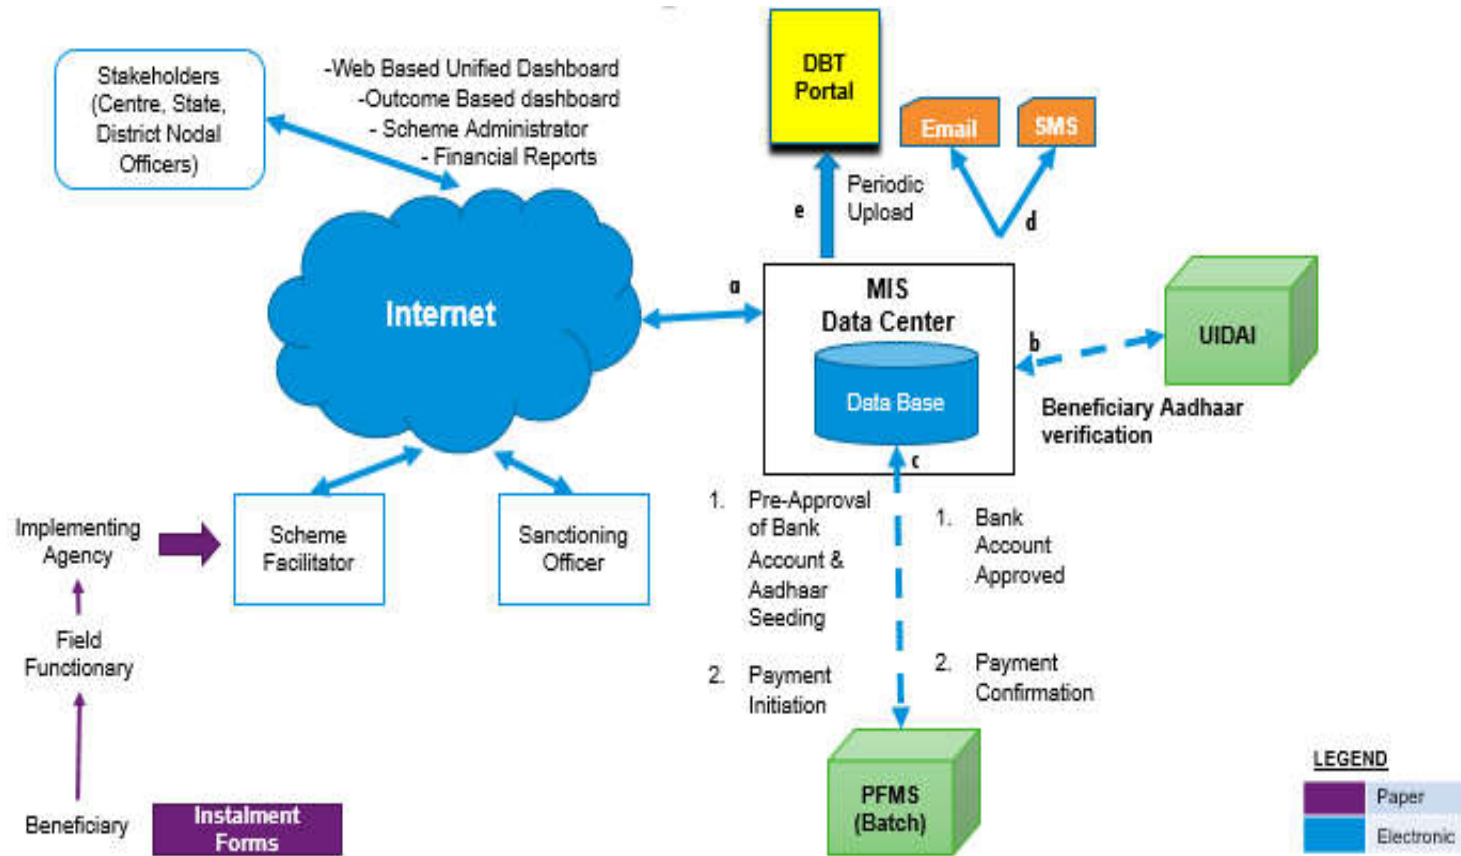 Stakeholders
(Centre, State,
District Nodal
Officers)
-Web Based Unified Dashboard
-Outcome Based dashboard
- Scheme Administrator
- Financial Reports
DBT
Portal
Email
SMS
e
Periodic
Upload
d
Internet
a
MIS
Data Center
Data Base
b
UIDAI
Beneficiary Aadhaar
verification
c
Implementing
Agency
Scheme
Facilitator
Sanctioning
Officer
1. Pre-Approval
of Bank
Account &
Aadhaar
Seeding
1. Bank
Account
Approved
Field
Functionary
2. Payment
Initiation
2. Payment
Confirmation
Beneficiary
Instalment
Forms
PFMS
(Batch)
LEGEND
Paper
Electronic